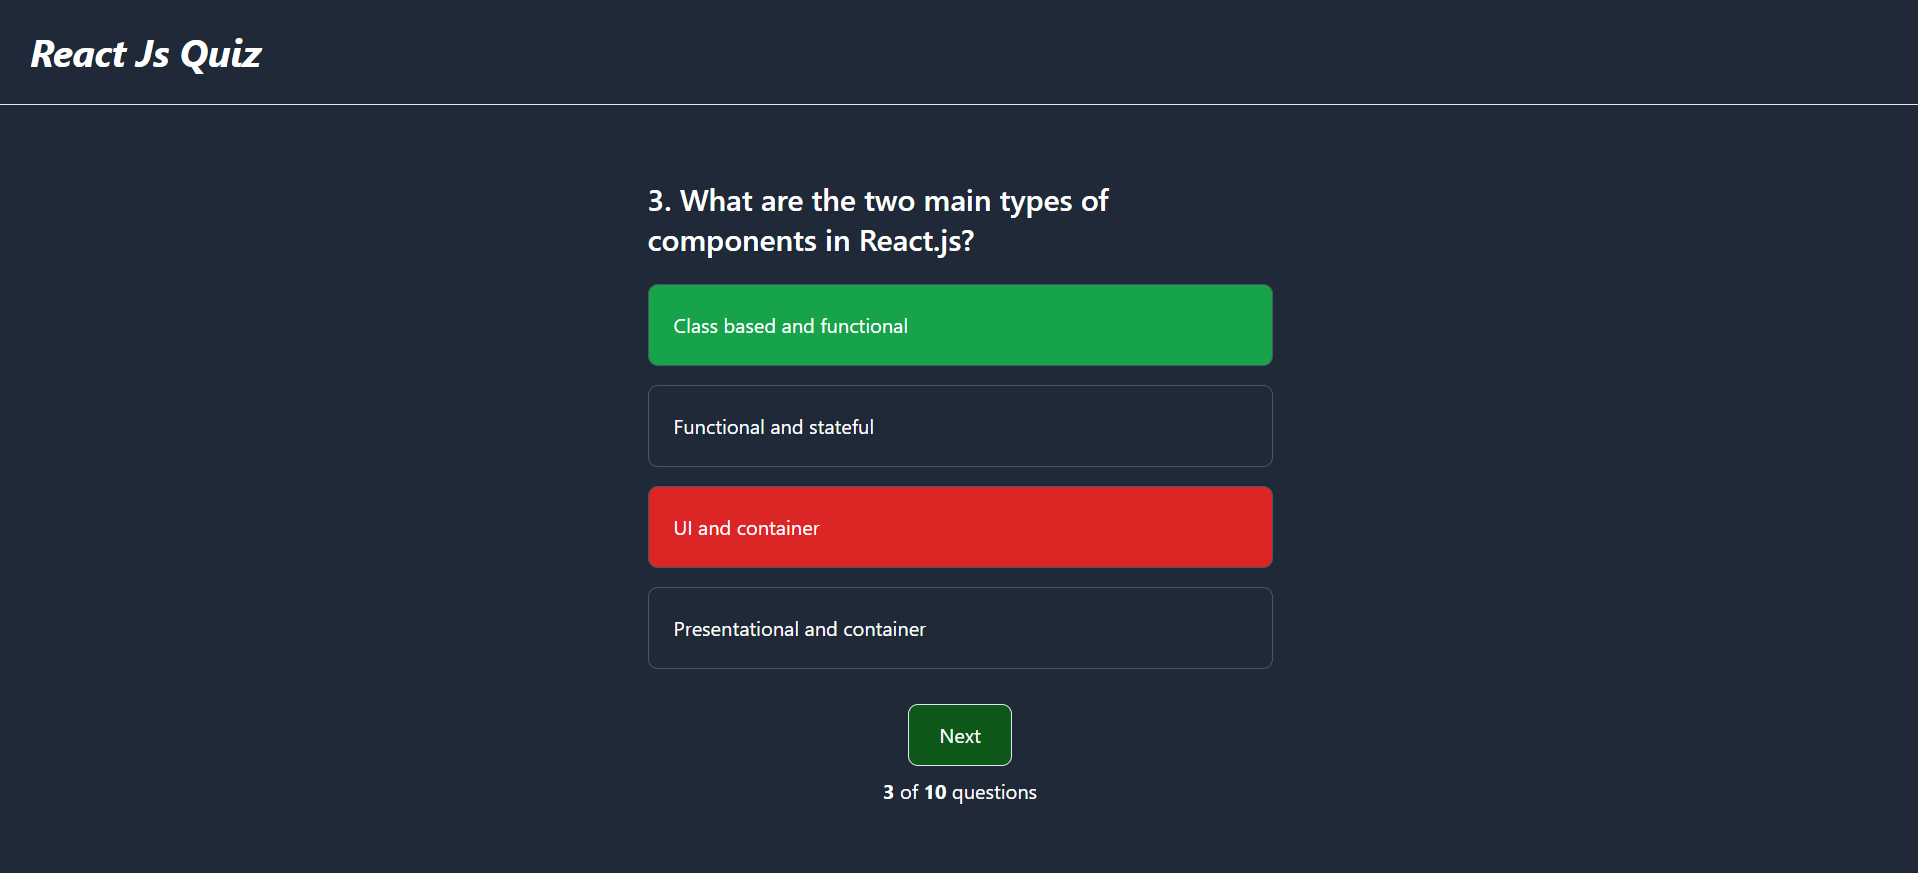 React Js Quiz
3. What are the two main types of
components in React.js?
Class based and functional
Functional and stateful
UI and container
Presentational and container
Next
3 of 10 questions